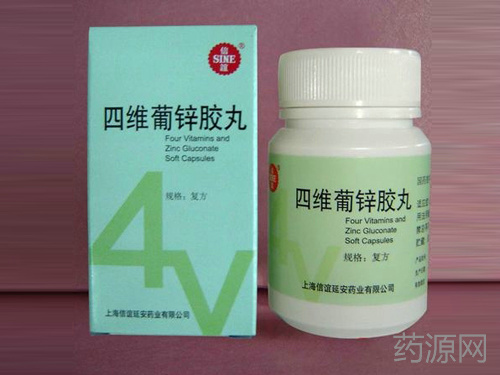 信
SINE
誼
®
四维葡锌胶丸
Four Vitamins and
Zinc Gluconate
Soft Capsules
规格：复方
4V
上海信谊延安药业有限公司
四维葡锌胶丸
Four Vitamins and
Zinc Gluconate
Soft Capsules
规格：复方
上海信谊延安药业有限公司
药源网